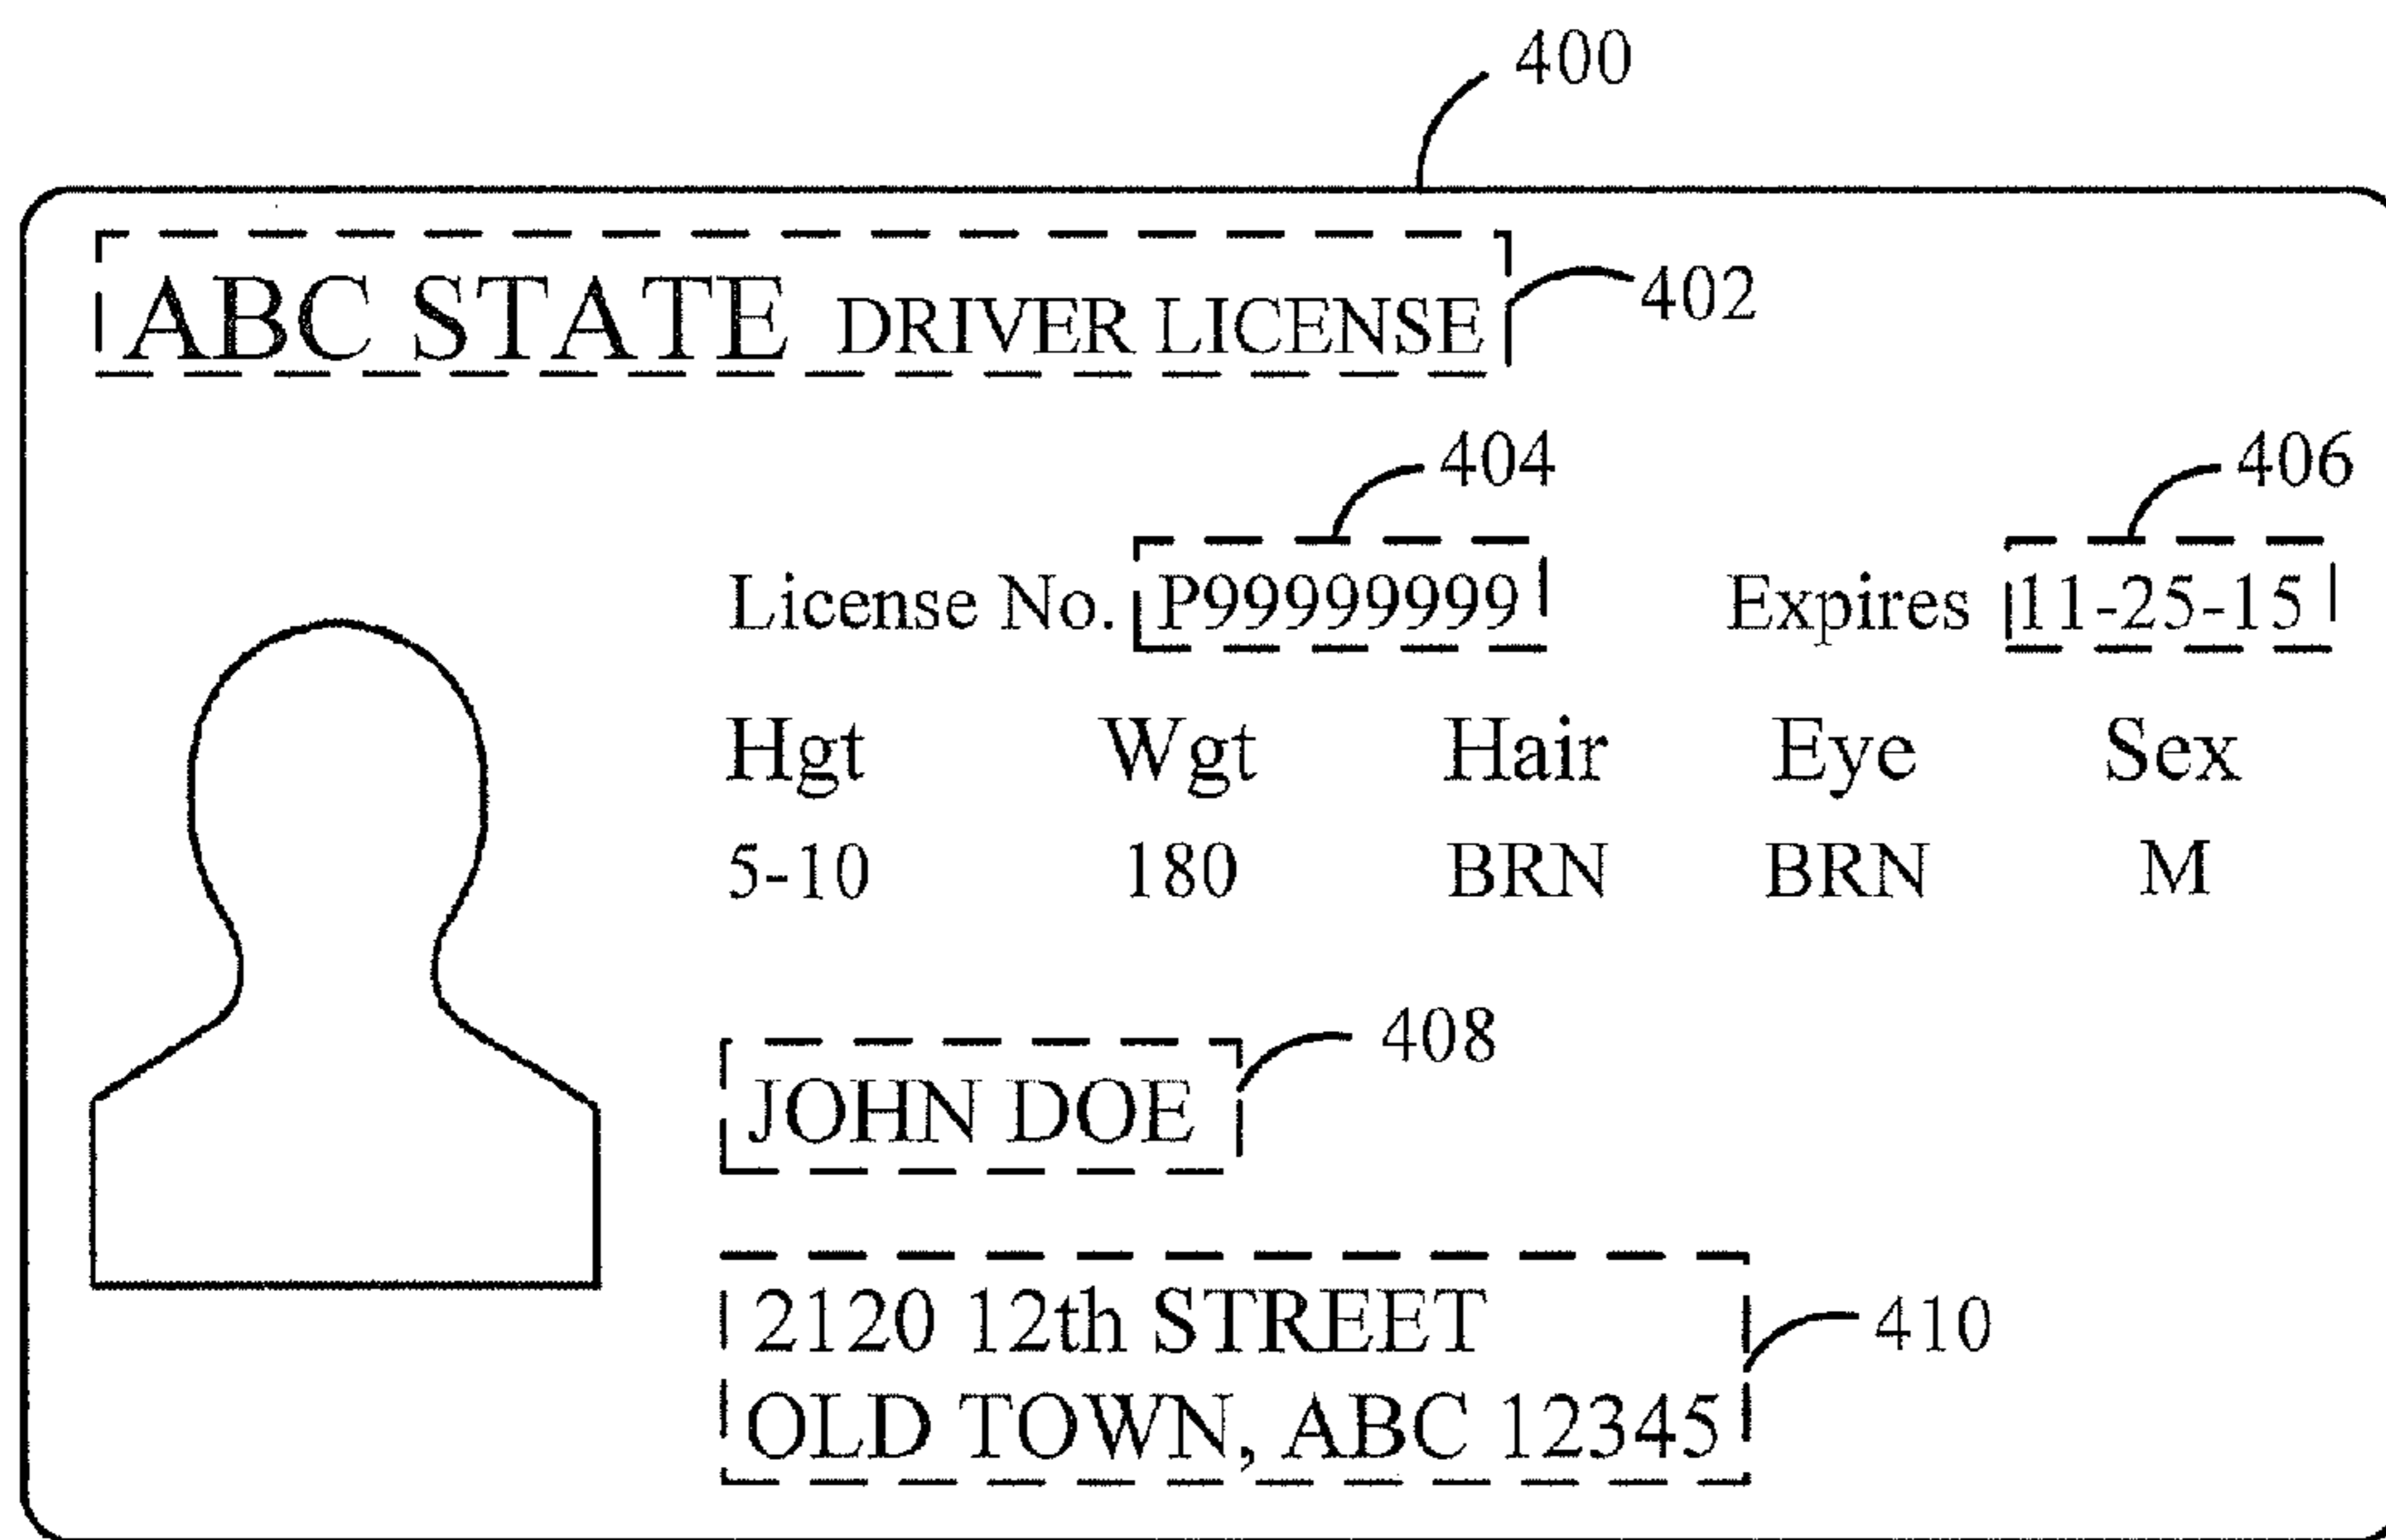 400
ABC STATE DRIVER LICENSE 402
404 406
License No. P99999999 Expires 11-25-15
Hgt Wgt Hair Eye Sex
5-10 180 BRN BRN M
408
JOHN DOE
2120 12th STREET
410
OLD TOWN, ABC 12345